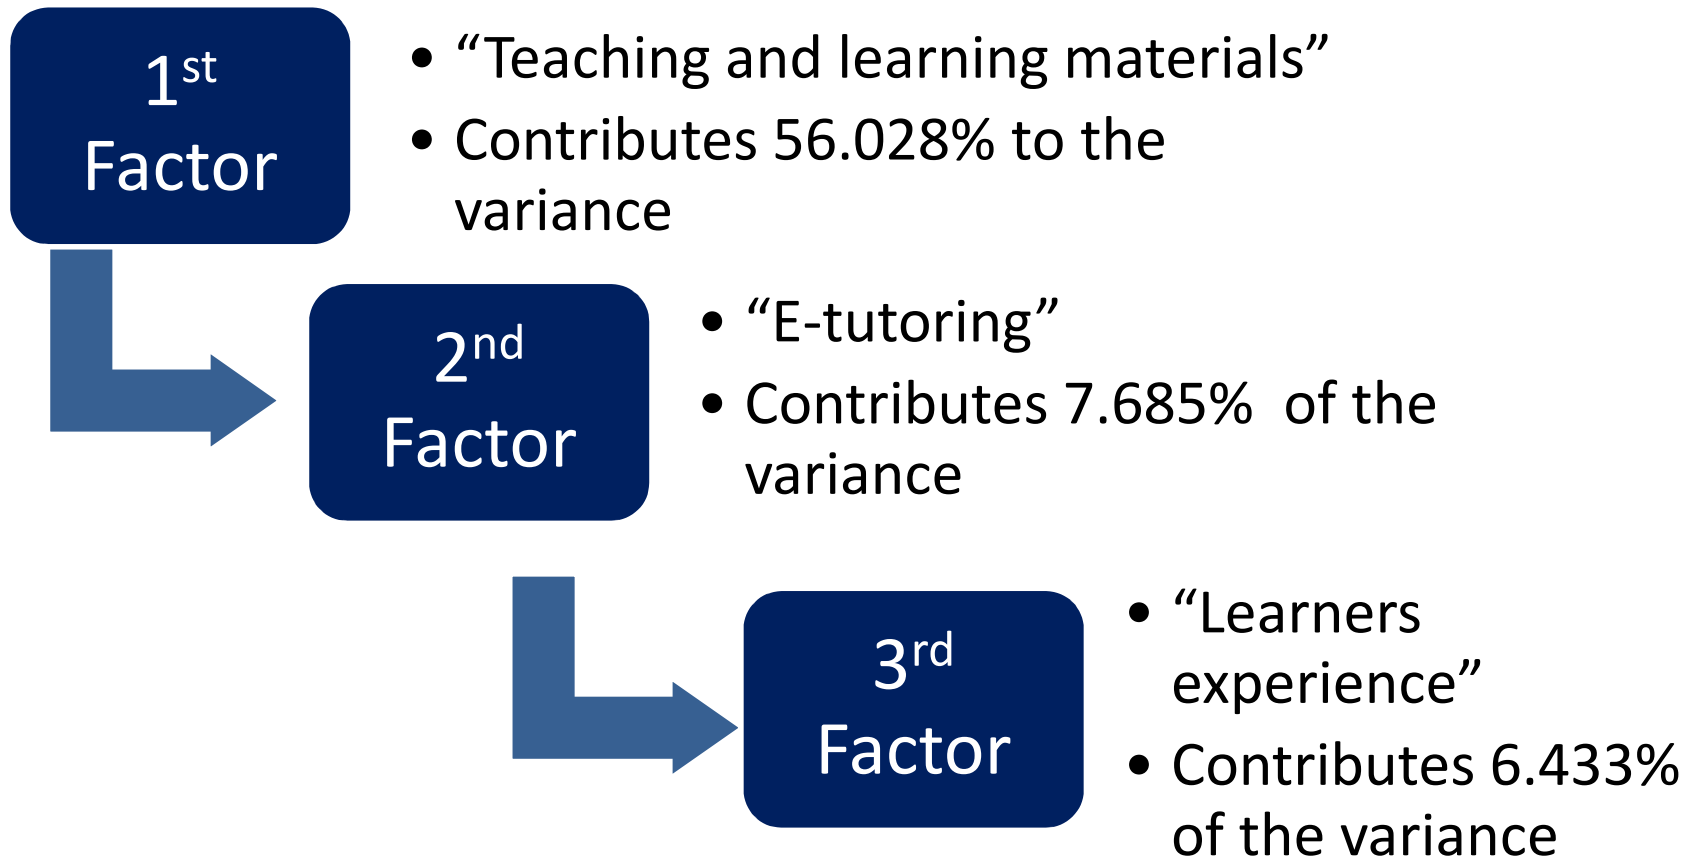 1st
Factor
• “Teaching and learning materials”
• Contributes 56.028% to the
variance
2nd
Factor
• “E-tutoring”
• Contributes 7.685%  of the
variance
3rd
Factor
• “Learners
experience”
• Contributes 6.433%
of the variance